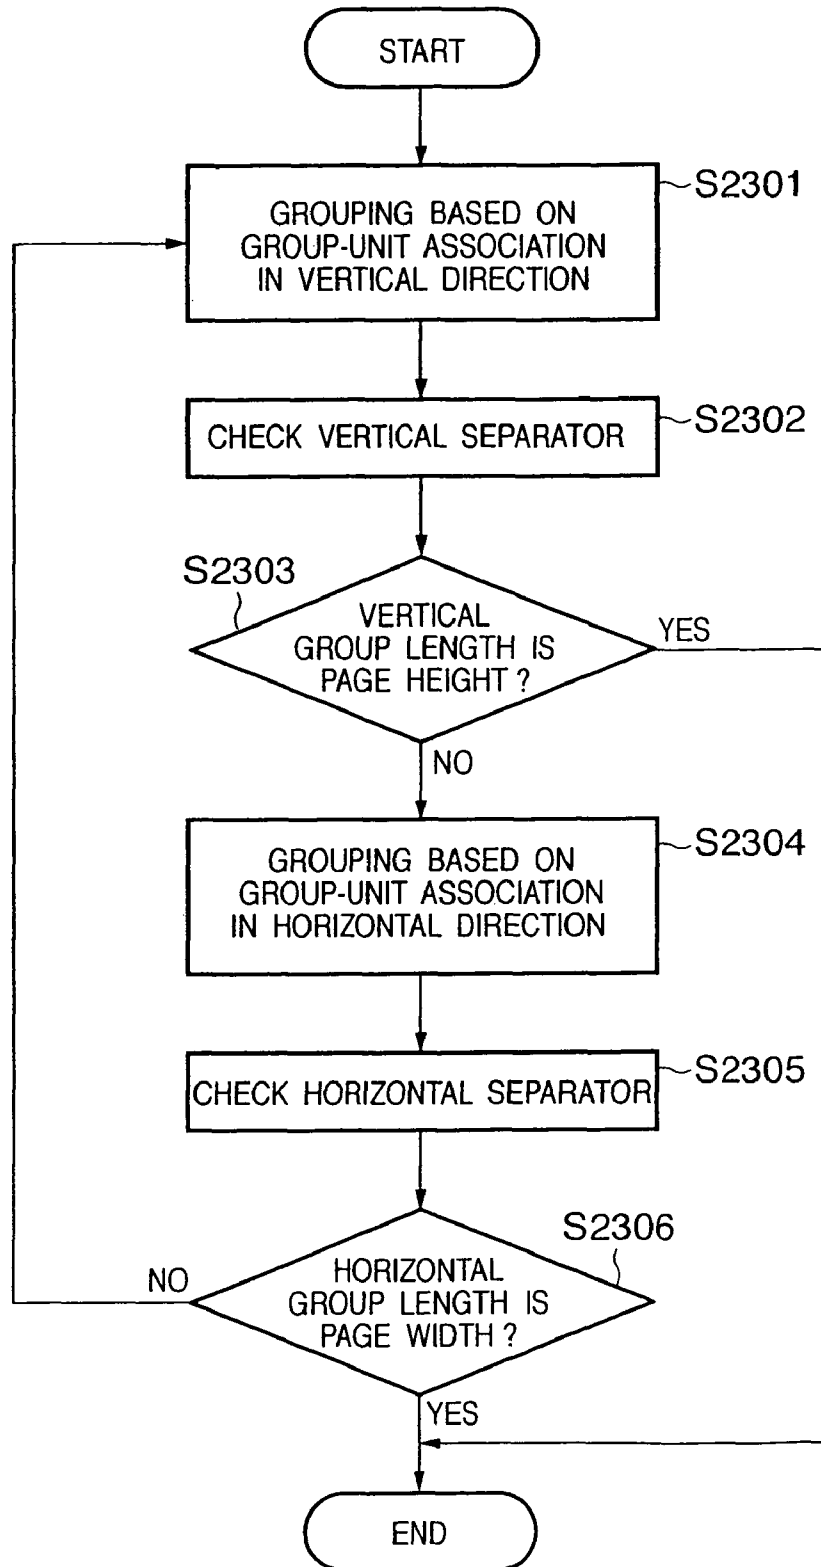 START
S2301
GROUPING BASED ON
GROUP-UNIT ASSOCIATION
IN VERTICAL DIRECTION
S2302
CHECK VERTICAL SEPARATOR
S2303
VERTICAL
GROUP LENGTH IS
PAGE HEIGHT ?
YES
NO
S2304
GROUPING BASED ON
GROUP-UNIT ASSOCIATION
IN HORIZONTAL DIRECTION
S2305
CHECK HORIZONTAL SEPARATOR
S2306
NO
HORIZONTAL
GROUP LENGTH IS
PAGE WIDTH ?
YES
END